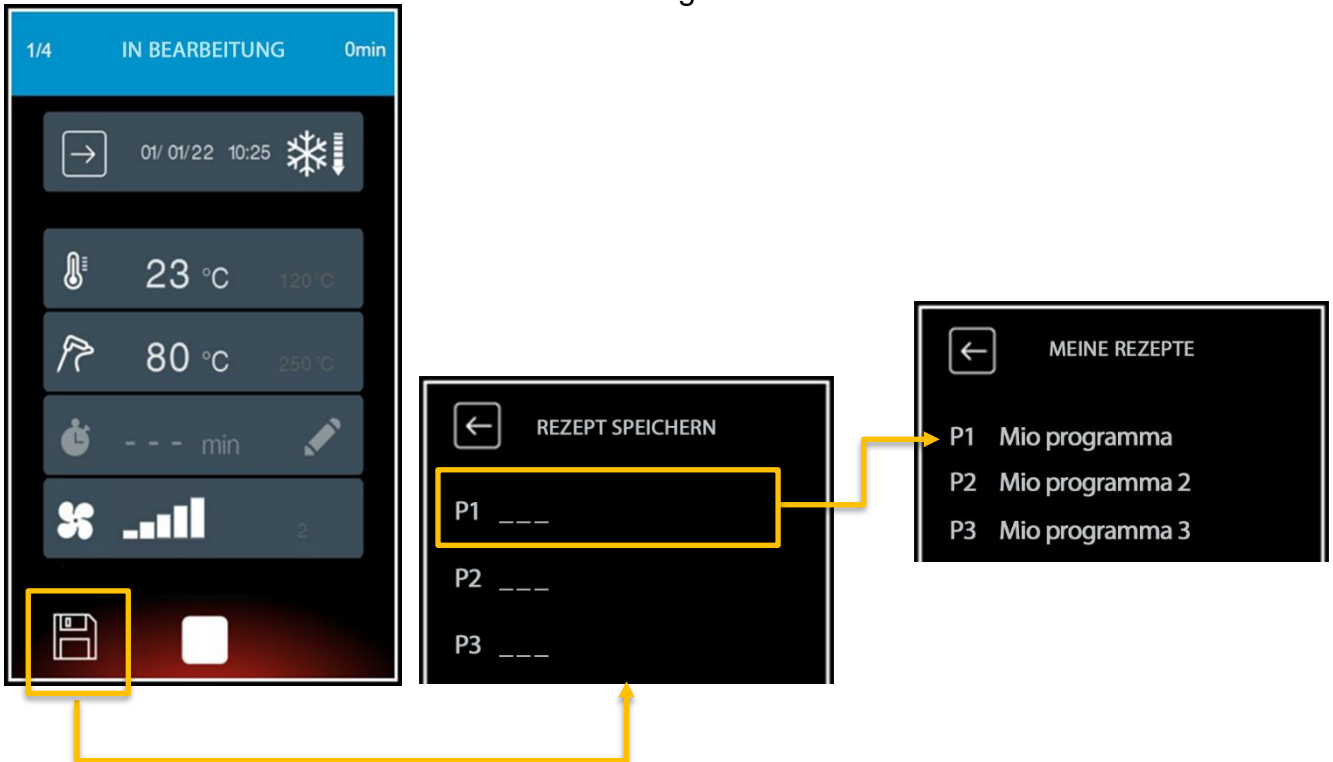 g
1/4 IN BEARBEITUNG 0min
01/ 01/22 10:25
23 °C 120 °C
80 °C 250 °C
--- min
2
REZEPT SPEICHERN
P1 ___
P2 ___
P3 ___
MEINE REZEPTE
P1 Mio programma
P2 Mio programma 2
P3 Mio programma 3